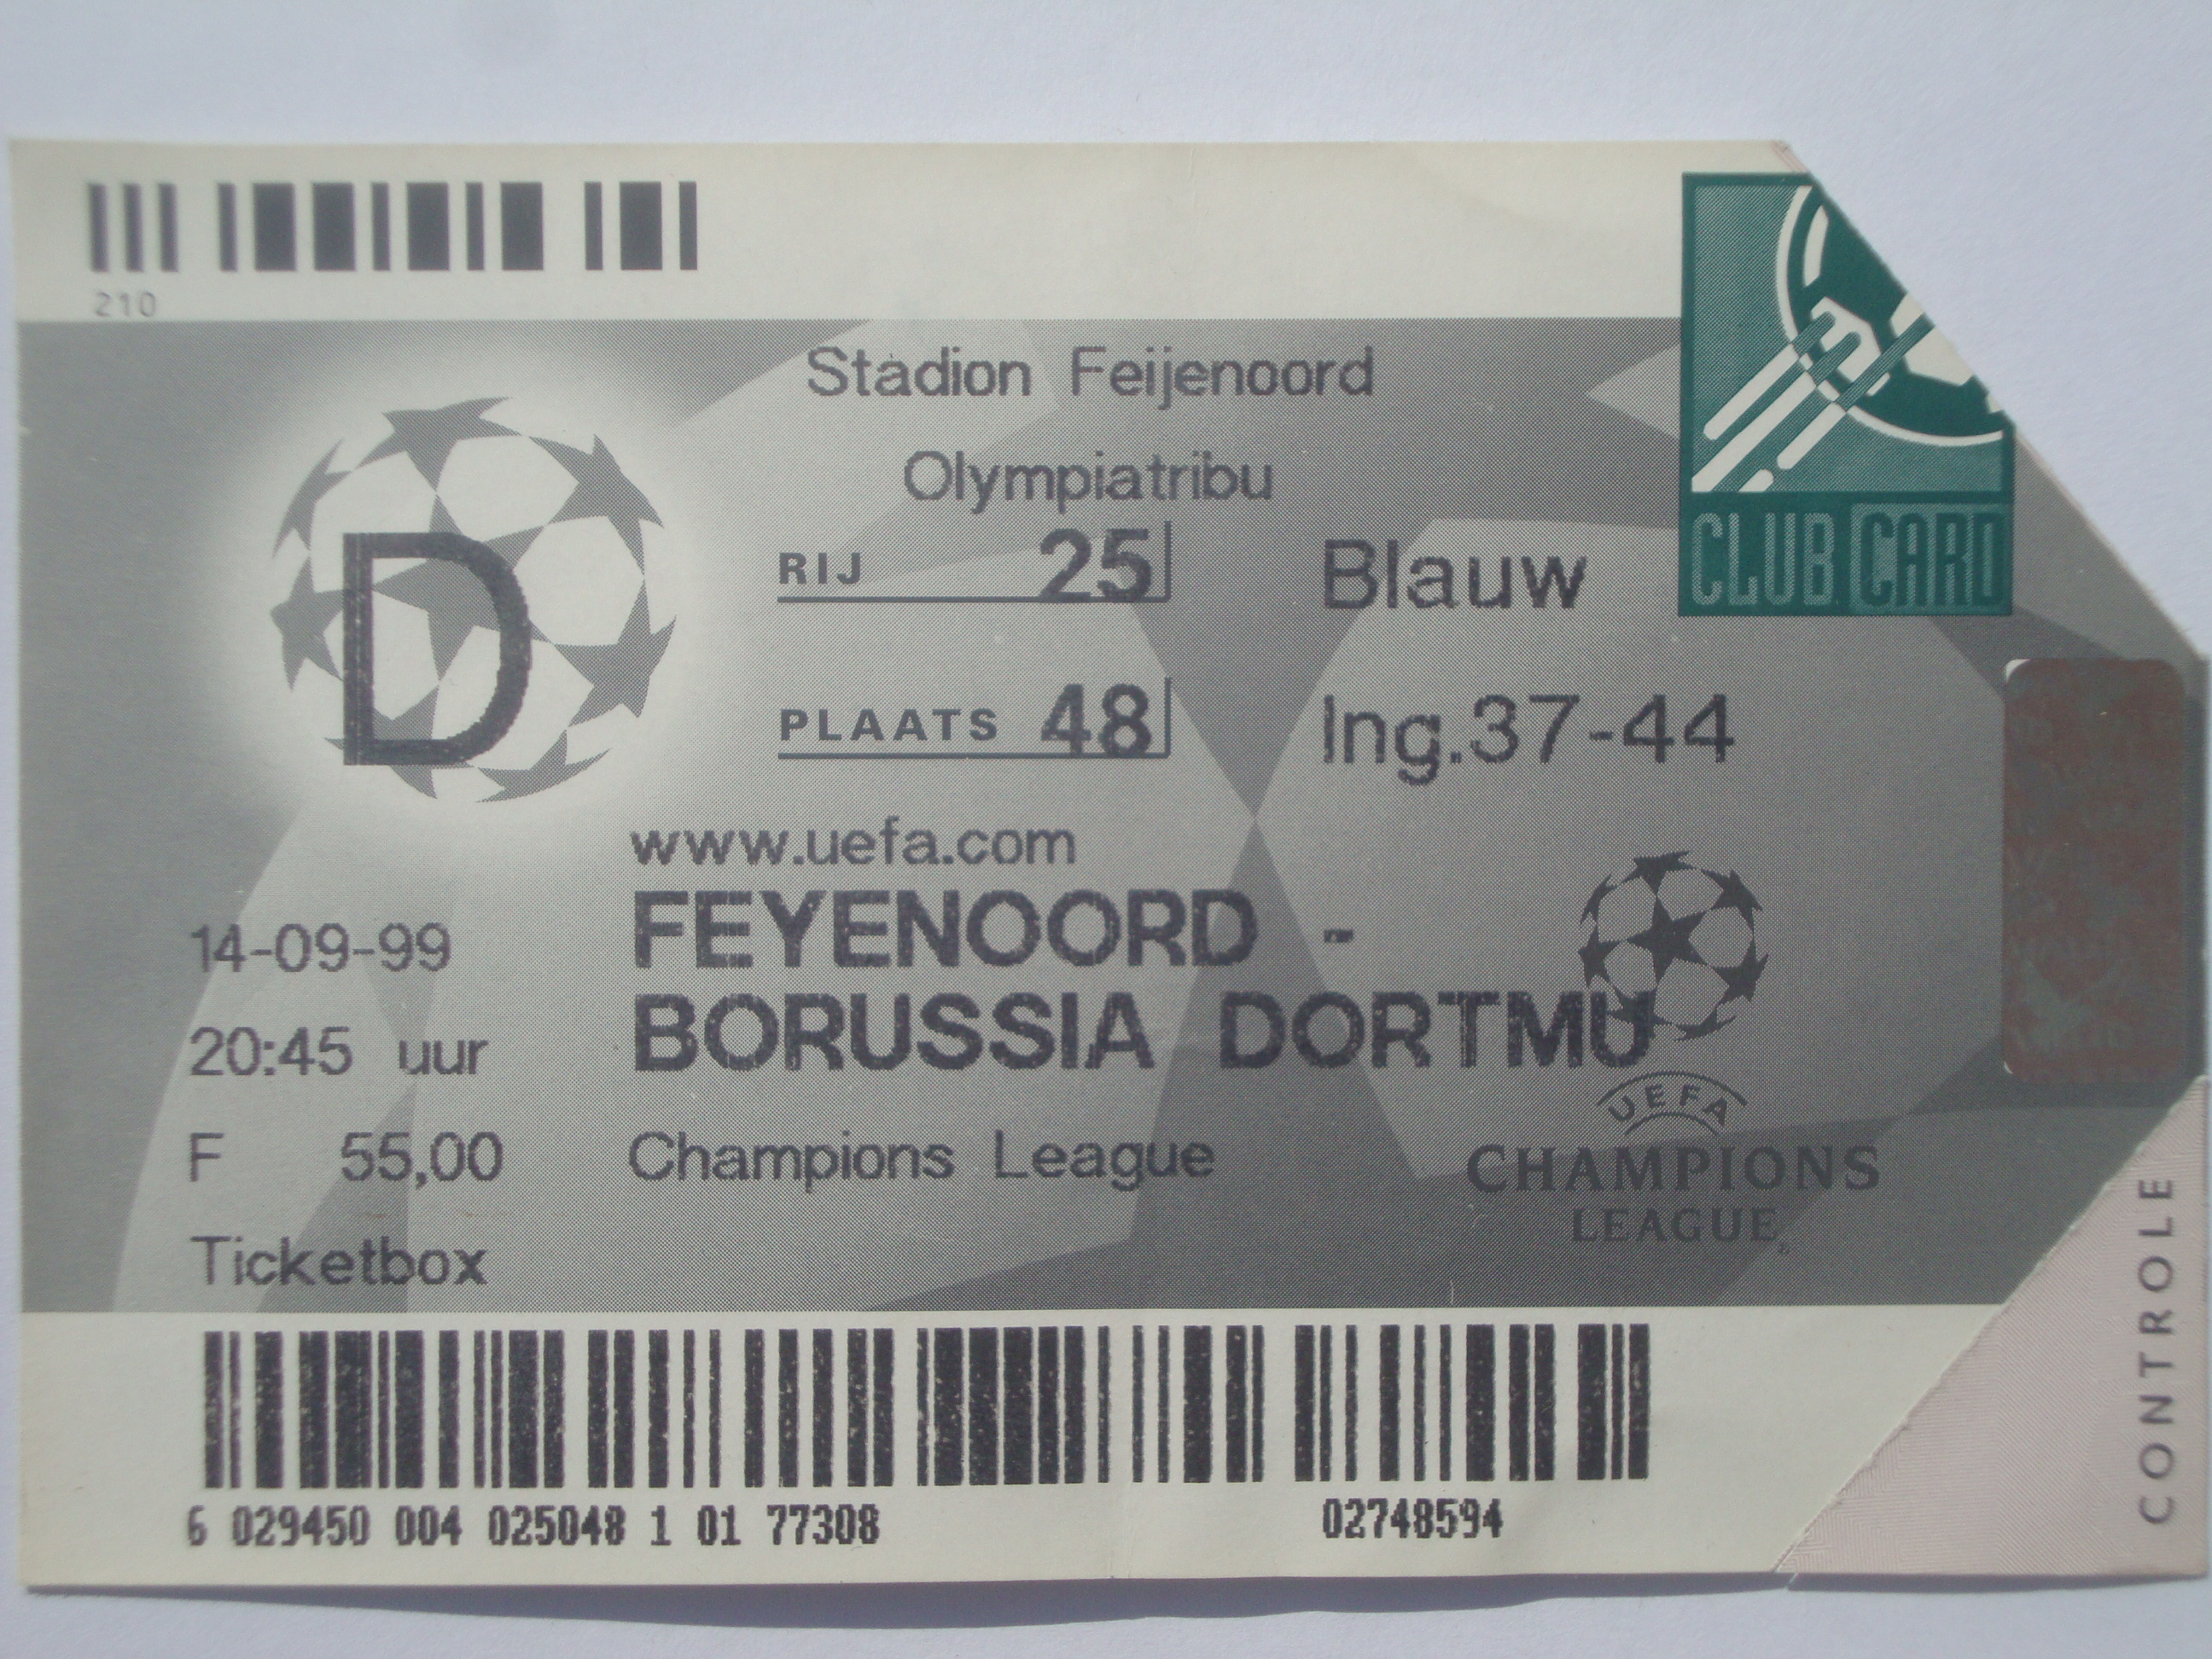 210
Stadion Feijenoord
Olympiatribu
D
RIJ 25 Blauw
PLAATS 48 Ing.37-44
CLUB CARD
www.uefa.com
14-09-99 FEYENOORD -
20:45 uur BORUSSIA DORTMU
F 55,00 Champions League
Ticketbox
UEFA
CHAMPIONS
LEAGUE
CONTROLE
6 029450 004 025048 1 01 77308 02748594